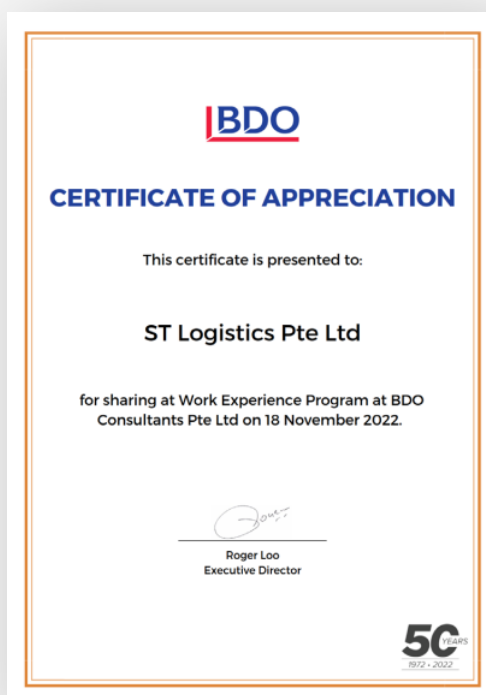 BDO
CERTIFICATE OF APPRECIATION
This certificate is presented to:
ST Logistics Pte Ltd
for sharing at Work Experience Program at BDO
Consultants Pte Ltd on 18 November 2022.
Roger Loo
Executive Director
50 YEARS
1972 • 2022